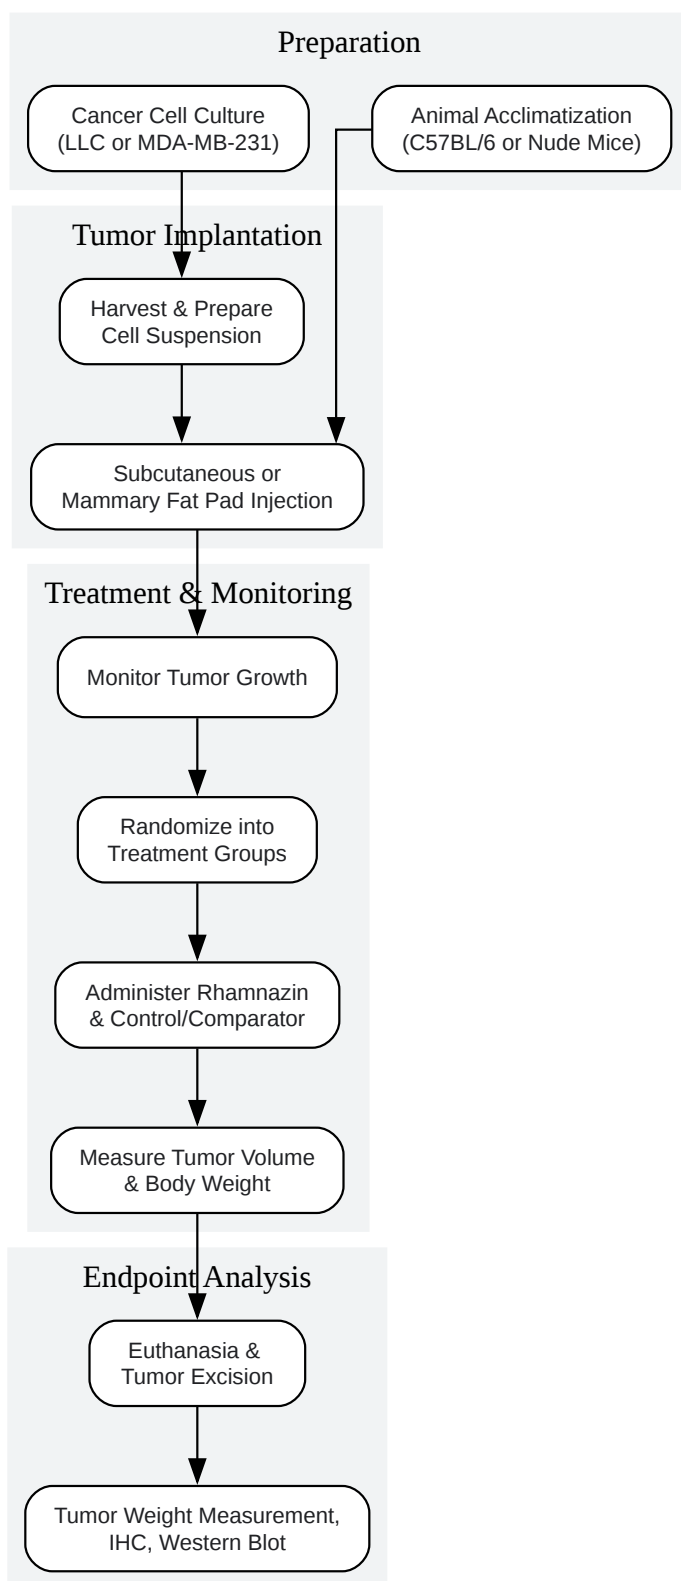 Preparation
Cancer Cell Culture
(LLC or MDA-MB-231)
Animal Acclimatization
(C57BL/6 or Nude Mice)
Tumor Implantation
Harvest & Prepare
Cell Suspension
Subcutaneous or
Mammary Fat Pad Injection
Treatment & Monitoring
Monitor Tumor Growth
Randomize into
Treatment Groups
Administer Rhamnazin
& Control/Comparator
Measure Tumor Volume
& Body Weight
Endpoint Analysis
Euthanasia &
Tumor Excision
Tumor Weight Measurement,
IHC, Western Blot